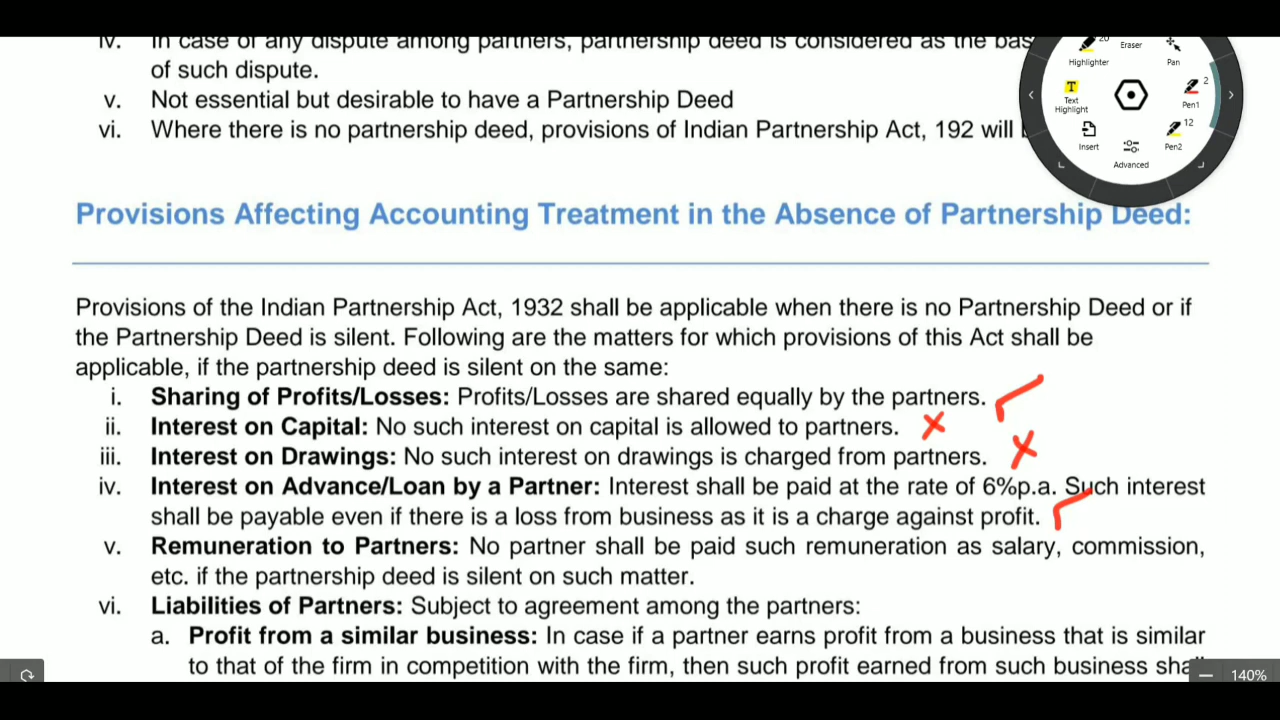 iv. In case of any dispute among partners, partnership deed is considered as the bas
of such dispute.
v. Not essential but desirable to have a Partnership Deed
vi. Where there is no partnership deed, provisions of Indian Partnership Act, 192 will
20
Eraser
Highlighter
Pan
T
2
Text
Highlight
Pen1
12
Insert
Pen2
Advanced
Provisions Affecting Accounting Treatment in the Absence of Partnership Deed:
Provisions of the Indian Partnership Act, 1932 shall be applicable when there is no Partnership Deed or if
the Partnership Deed is silent. Following are the matters for which provisions of this Act shall be
applicable, if the partnership deed is silent on the same:
i. Sharing of Profits/Losses: Profits/Losses are shared equally by the partners.
ii. Interest on Capital: No such interest on capital is allowed to partners.
iii. Interest on Drawings: No such interest on drawings is charged from partners.
iv. Interest on Advance/Loan by a Partner: Interest shall be paid at the rate of 6%p.a. Such interest
shall be payable even if there is a loss from business as it is a charge against profit.
v. Remuneration to Partners: No partner shall be paid such remuneration as salary, commission,
etc. if the partnership deed is silent on such matter.
vi. Liabilities of Partners: Subject to agreement among the partners:
a. Profit from a similar business: In case if a partner earns profit from a business that is similar
to that of the firm in competition with the firm, then such profit earned from such business shall
140%